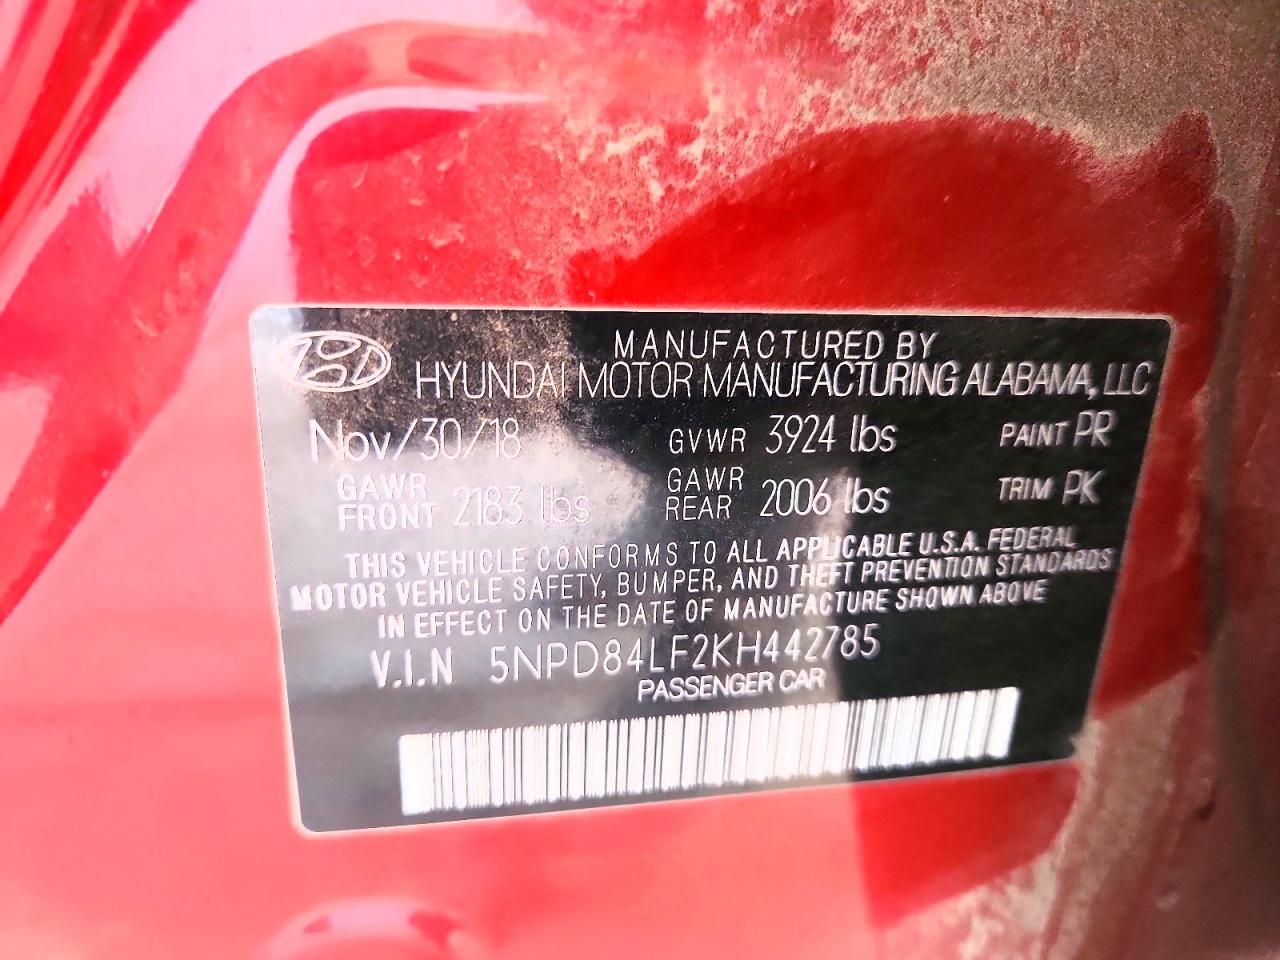 MANUFACTURED BY
HYUNDAI MOTOR MANUFACTURING ALABAMA, LLC
Nov/30/18 GVWR 3924 lbs PAINT PR
GAWR FRONT 2183 lbs GAWR REAR 2006 lbs TRIM PK
THIS VEHICLE CONFORMS TO ALL APPLICABLE U.S.A. FEDERAL
MOTOR VEHICLE SAFETY, BUMPER, AND THEFT PREVENTION STANDARDS
IN EFFECT ON THE DATE OF MANUFACTURE SHOWN ABOVE
V.I.N 5NPD84LF2KH442785
PASSENGER CAR